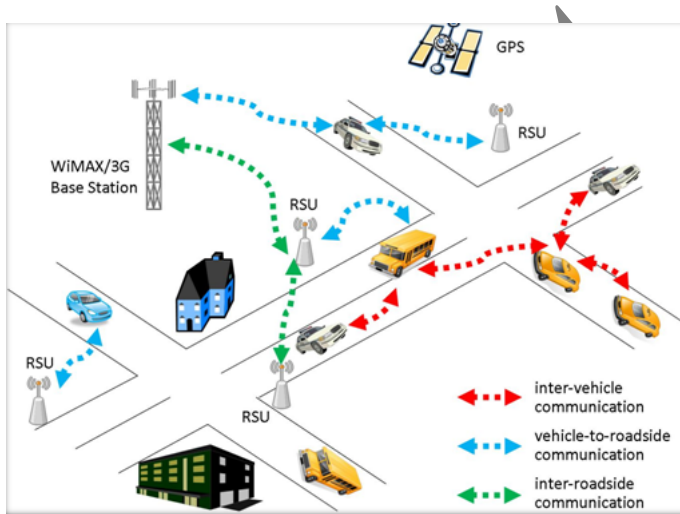 GPS
RSU
WiMAX/3G
Base Station
RSU
RSU
RSU
inter-vehicle
communication
vehicle-to-roadside
communication
inter-roadside
communication